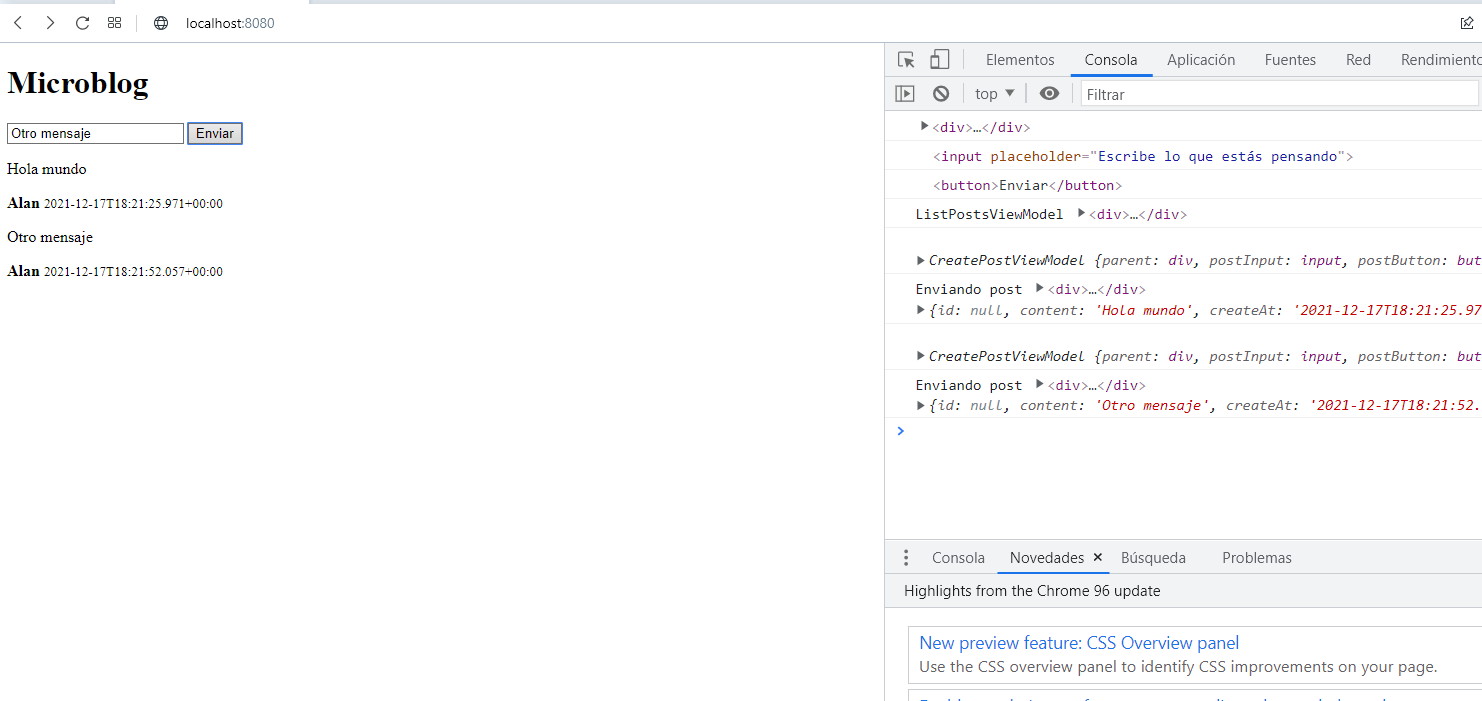 localhost:8080
Microblog
Otro mensaje Enviar
Hola mundo
Alan 2021-12-17T18:21:25.971+00:00
Otro mensaje
Alan 2021-12-17T18:21:52.057+00:00
Elementos Consola Aplicación Fuentes Red Rendimiento
top Filtrar
<div>…</div>
<input placeholder="Escribe lo que estás pensando">
<button>Enviar</button>
ListPostsViewModel <div>…</div>
CreatePostViewModel {parent: div, postInput: input, postButton: but
Enviando post <div>…</div>
{id: null, content: 'Hola mundo', createAt: '2021-12-17T18:21:25.97
CreatePostViewModel {parent: div, postInput: input, postButton: but
Enviando post <div>…</div>
{id: null, content: 'Otro mensaje', createAt: '2021-12-17T18:21:52.
Consola Novedades Búsqueda Problemas
Highlights from the Chrome 96 update
New preview feature: CSS Overview panel
Use the CSS overview panel to identify CSS improvements on your page.